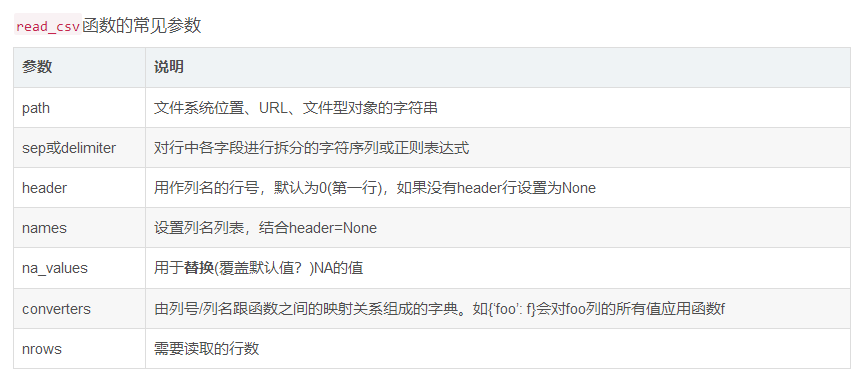 read_csv函数的常见参数
参数 说明
path 文件系统位置、URL、文件型对象的字符串
sep或delimiter 对行中各字段进行拆分的字符序列或正则表达式
header 用作列名的行号，默认为0(第一行)，如果没有header行设置为None
names 设置列名列表，结合header=None
na_values 用于替换(覆盖默认值？)NA的值
converters 由列号/列名跟函数之间的映射关系组成的字典。如{‘foo’: f}会对foo列的所有值应用函数f
nrows 需要读取的行数